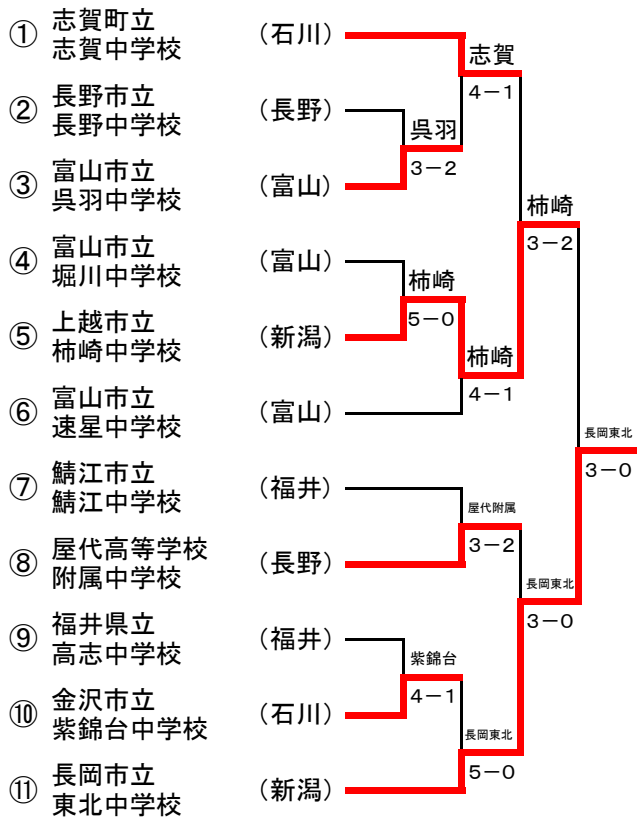 ① 志賀町立
志賀中学校
（石川）
② 長野市立
長野中学校
（長野）
③ 富山市立
呉羽中学校
（富山）
④ 富山市立
堀川中学校
（富山）
⑤ 上越市立
柿崎中学校
（新潟）
⑥ 富山市立
速星中学校
（富山）
⑦ 鯖江市立
鯖江中学校
（福井）
⑧ 屋代高等学校
附属中学校
（長野）
⑨ 福井県立
高志中学校
（福井）
⑩ 金沢市立
紫錦台中学校
（石川）
⑪ 長岡市立
東北中学校
（新潟）
呉羽
3－2
柿崎
5－0
紫錦台
4－1
志賀
4－1
柿崎
4－1
屋代附属
3－2
長岡東北
5－0
柿崎
3－2
長岡東北
3－0
長岡東北
3－0